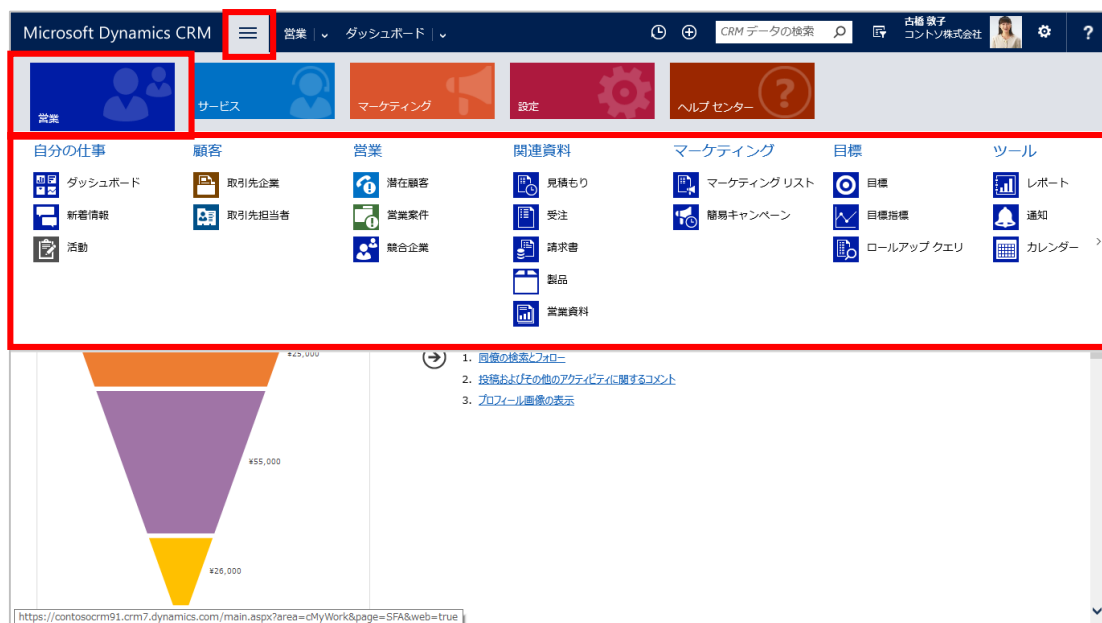 Microsoft Dynamics CRM 営業 ダッシュボード CRM データの検索 古橋 敦子
コントソ株式会社 ?
営業 サービス マーケティング 設定 ヘルプ センター ?
自分の仕事 顧客 営業 関連資料 マーケティング 目標 ツール
ダッシュボード 取引先企業 潜在顧客 見積もり マーケティング リスト 目標 レポート
新着情報 取引先担当者 営業案件 受注 簡易キャンペーン 目標指標 通知
活動 競合企業 請求書 ロールアップ クエリ カレンダー
製品
営業資料
¥25,000 1. 同僚の検索とフォロー
2. 投稿およびその他のアクティビティに関するコメント
3. プロフィール画像の表示
¥55,000
¥26,000
https://contosocrm91.crm7.dynamics.com/main.aspx?area=cMyWork&page=SFA&web=true